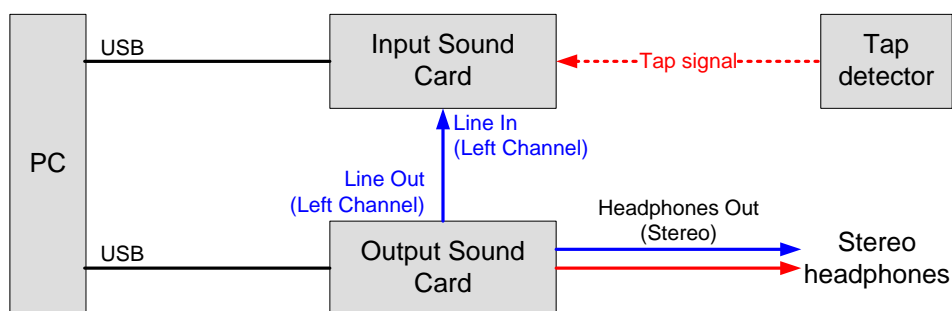 USB
Input Sound
Card
Tap signal
Tap
detector
Line In
(Left Channel)
PC
Line Out
(Left Channel)
Headphones Out
(Stereo)
USB
Output Sound
Card
Stereo
headphones